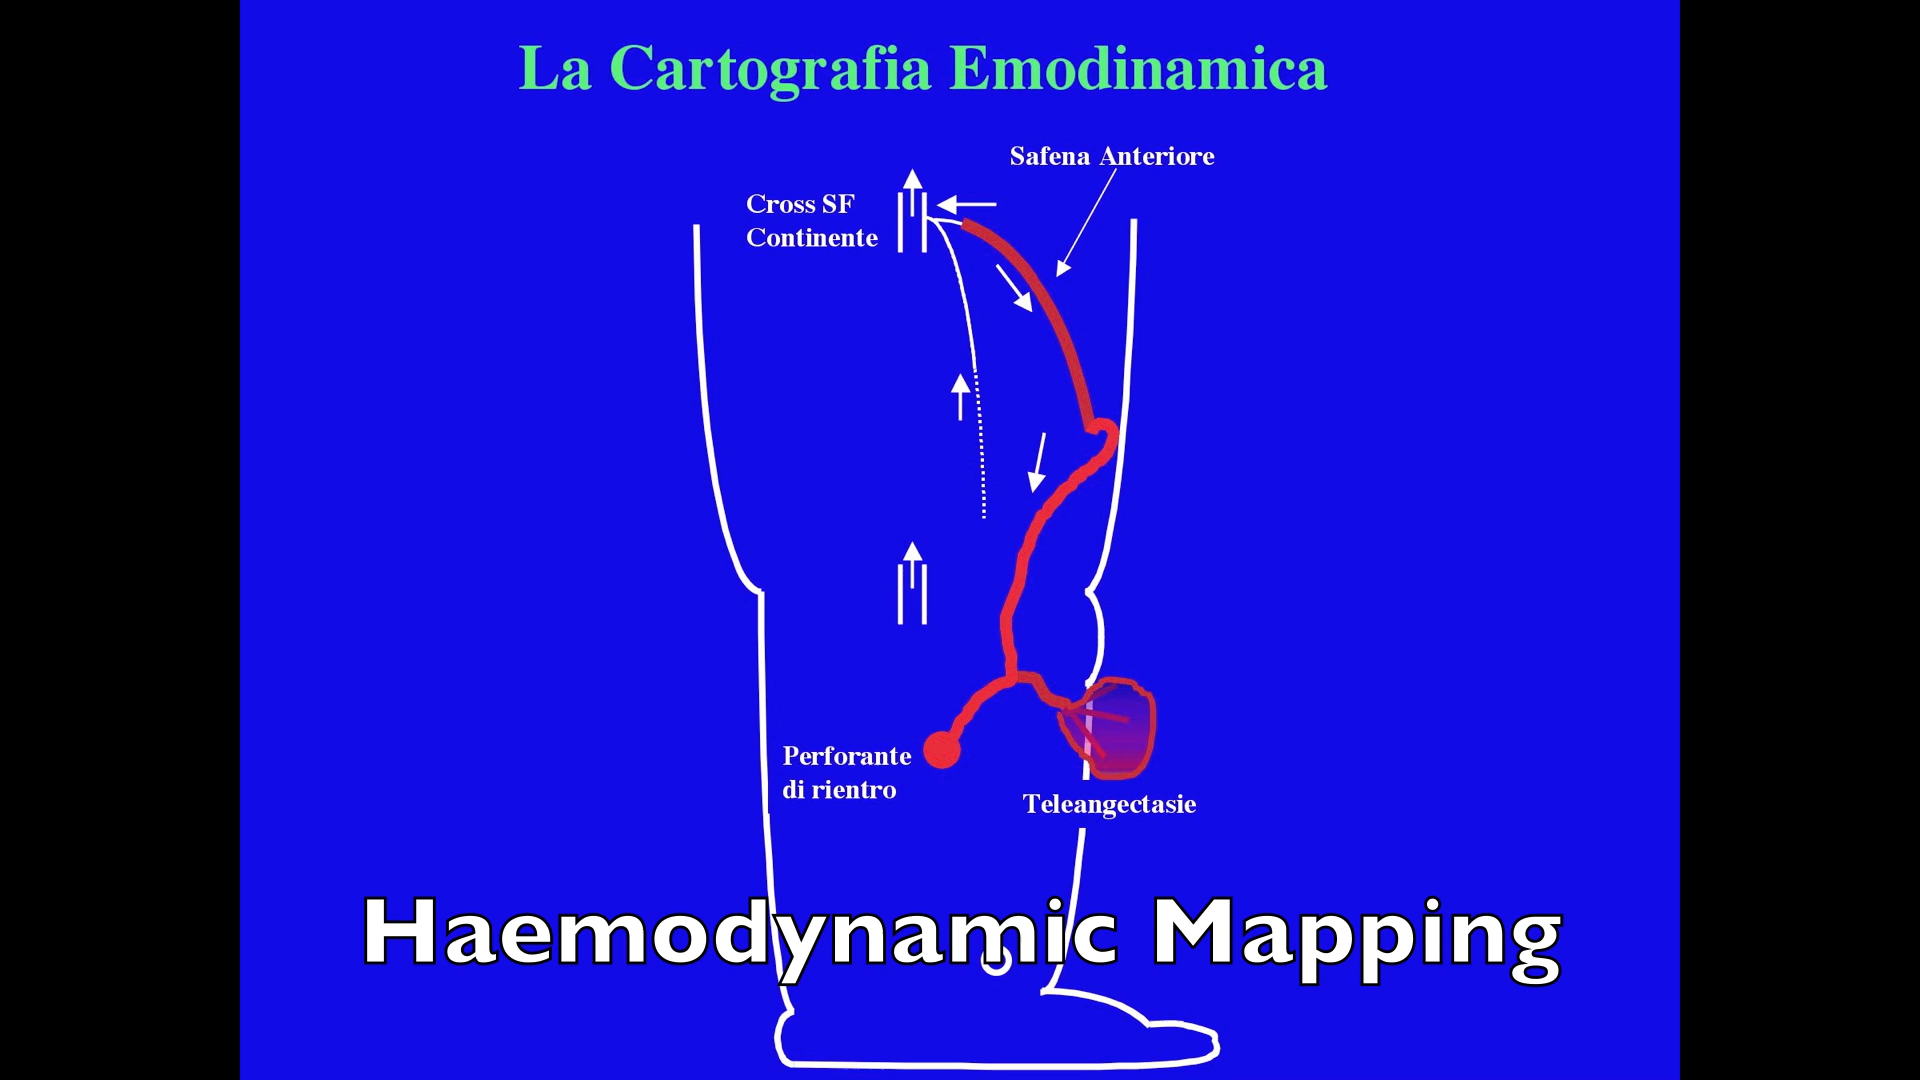 La Cartografia Emodinamica
Safena Anteriore
Cross SF
Continente
Perforante
di rientro
Teleangectasie
Haemodynamic Mapping